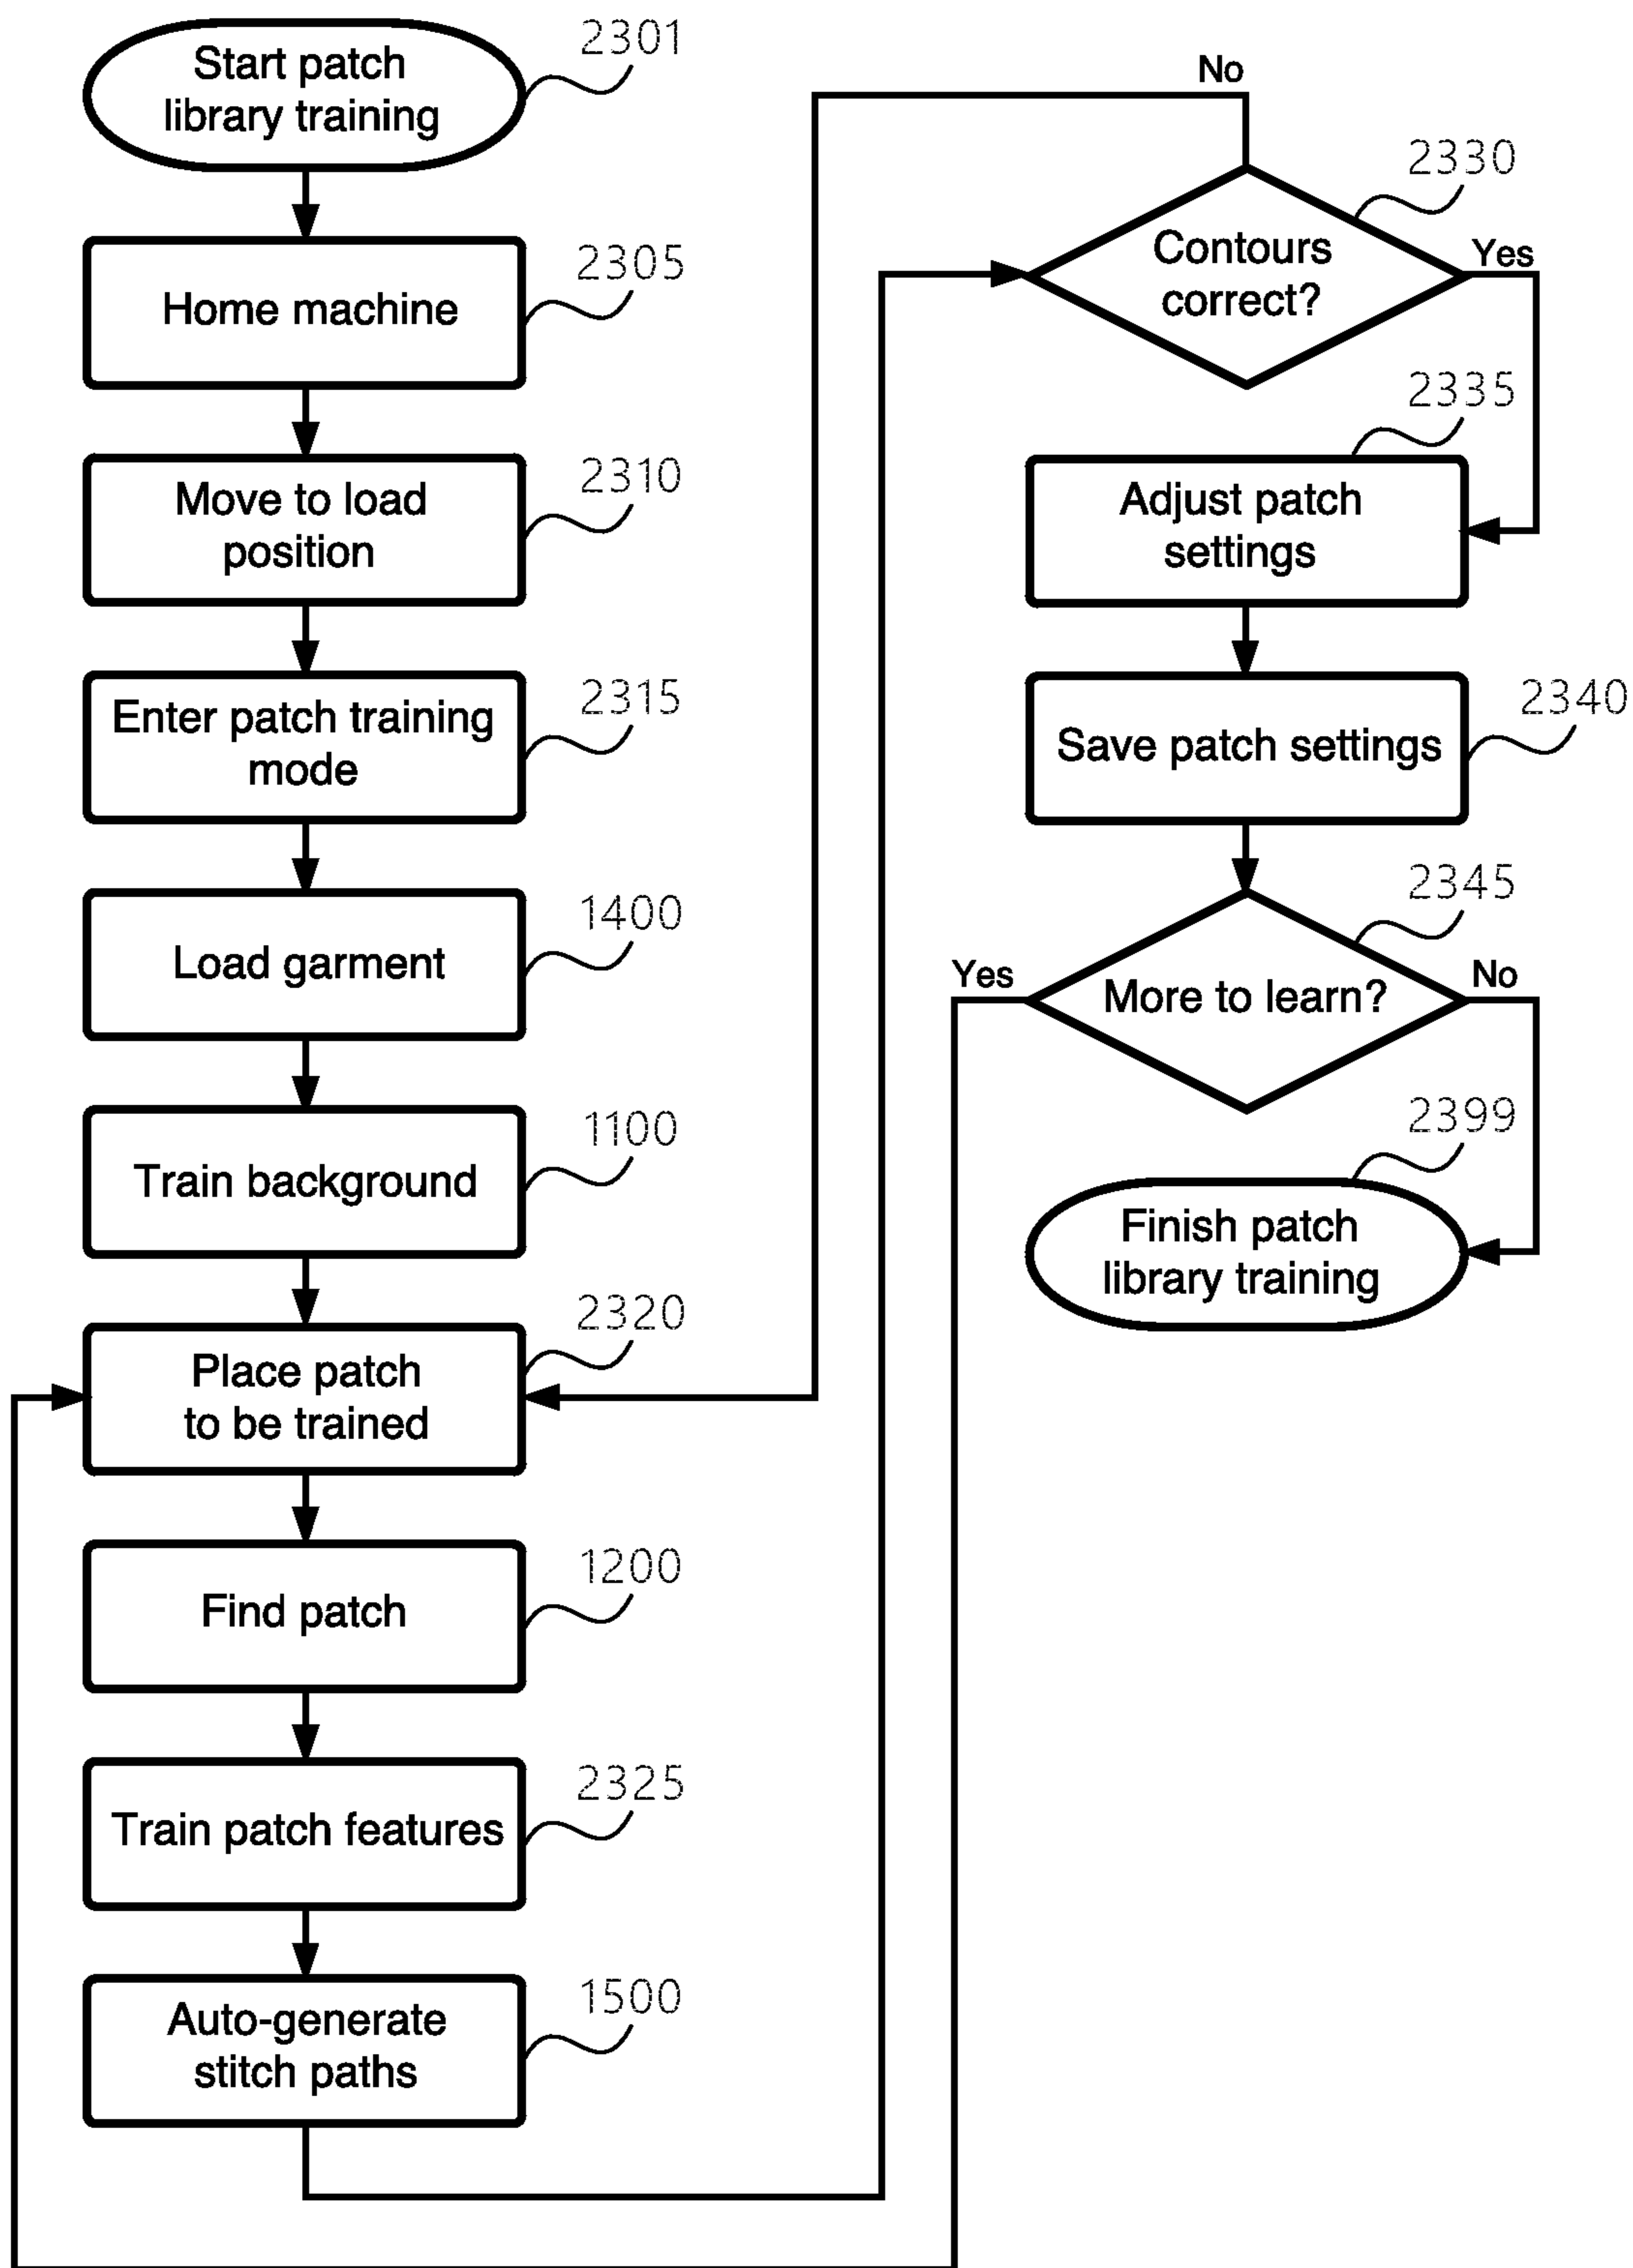 Start patch
library training
2301
Home machine
2305
Move to load
position
2310
Enter patch training
mode
2315
Load garment
1400
Train background
1100
Place patch
to be trained
2320
Find patch
1200
Train patch features
2325
Auto-generate
stitch paths
1500
No
Contours
correct?
2330
Yes
Adjust patch
settings
2335
Save patch settings
2340
More to learn?
2345
Yes
No
Finish patch
library training
2399